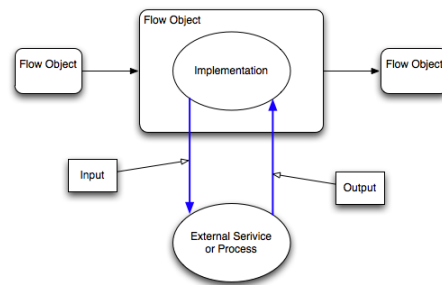 Flow Object
Flow Object
Flow Object
Implementation
Input
Output
External Serivice
or Process